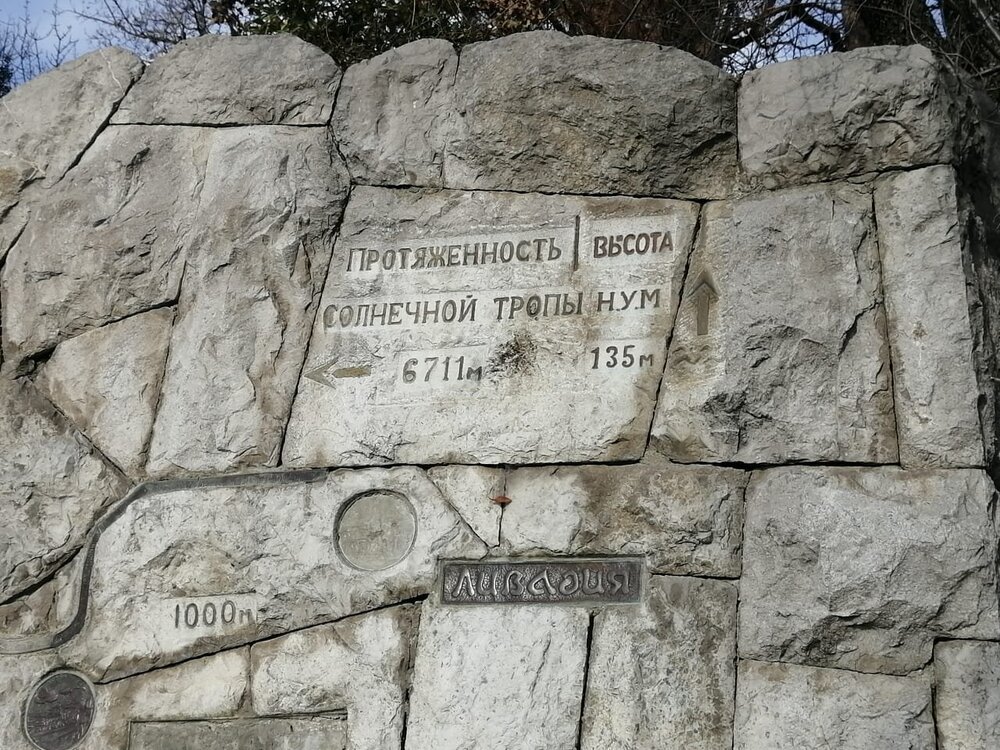 ПРОТЯЖЕННОСТЬ | ВЫСОТА
СОЛНЕЧНОЙ ТРОПЫ Н.У.М
6711м 135м
1000м
ЛИВАДИЯ